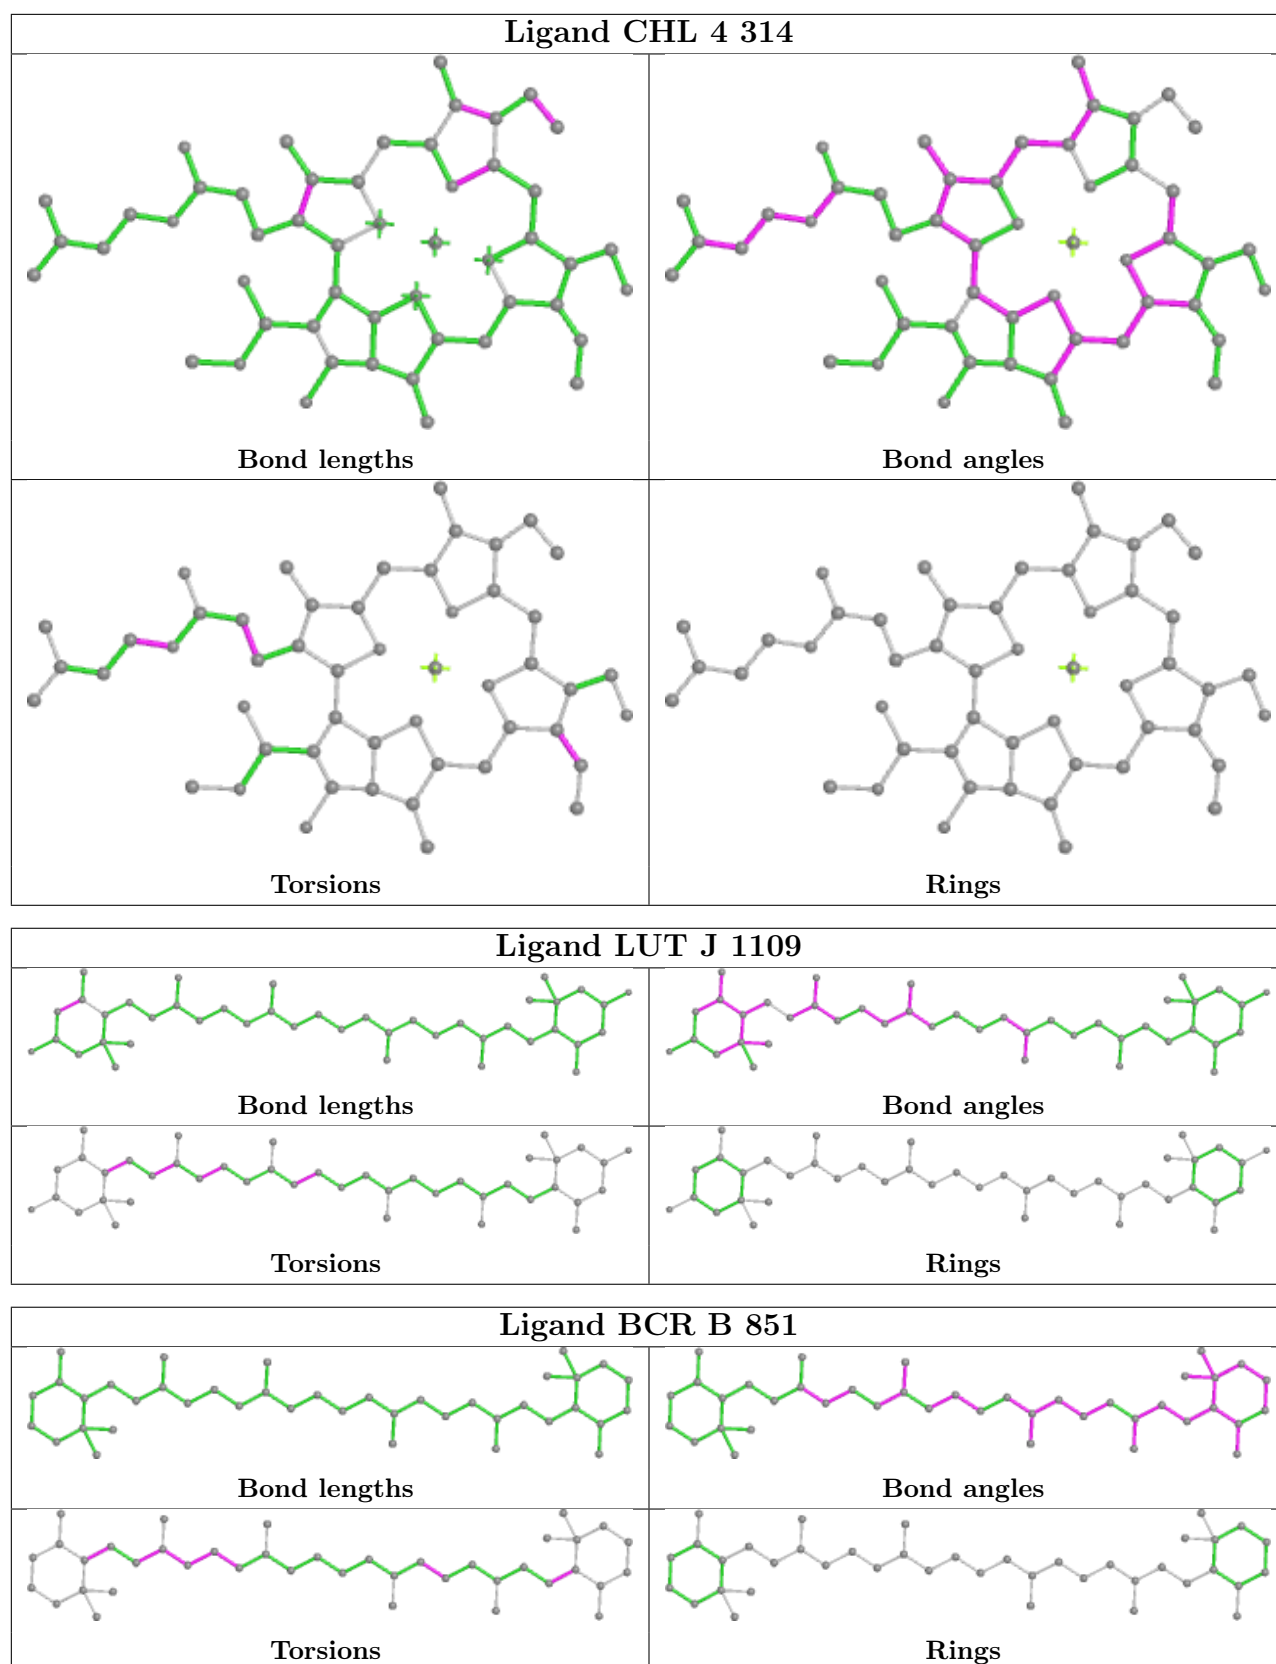 Ligand CHL 4 314
Bond lengths
Bond angles
Torsions
Rings
Ligand LUT J 1109
Bond lengths
Bond angles
Torsions
Rings
Ligand BCR B 851
Bond lengths
Bond angles
Torsions
Rings